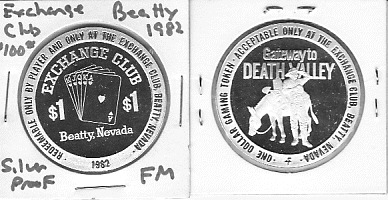 Exchange
Club
$100
Beatty
1982
REDEEMABLE ONLY BY PLAYER AND ONLY AT THE EXCHANGE CLUB, BEATTY, NEVADA ·
EXCHANGE CLUB
$1
$1
Beatty, Nevada
1982
Silver
Proof
FM
ONE DOLLAR GAMING TOKEN · ACCEPTABLE ONLY AT THE EXCHANGE CLUB, BEATTY, NEVADA ·
Gateway to
DEATH VALLEY